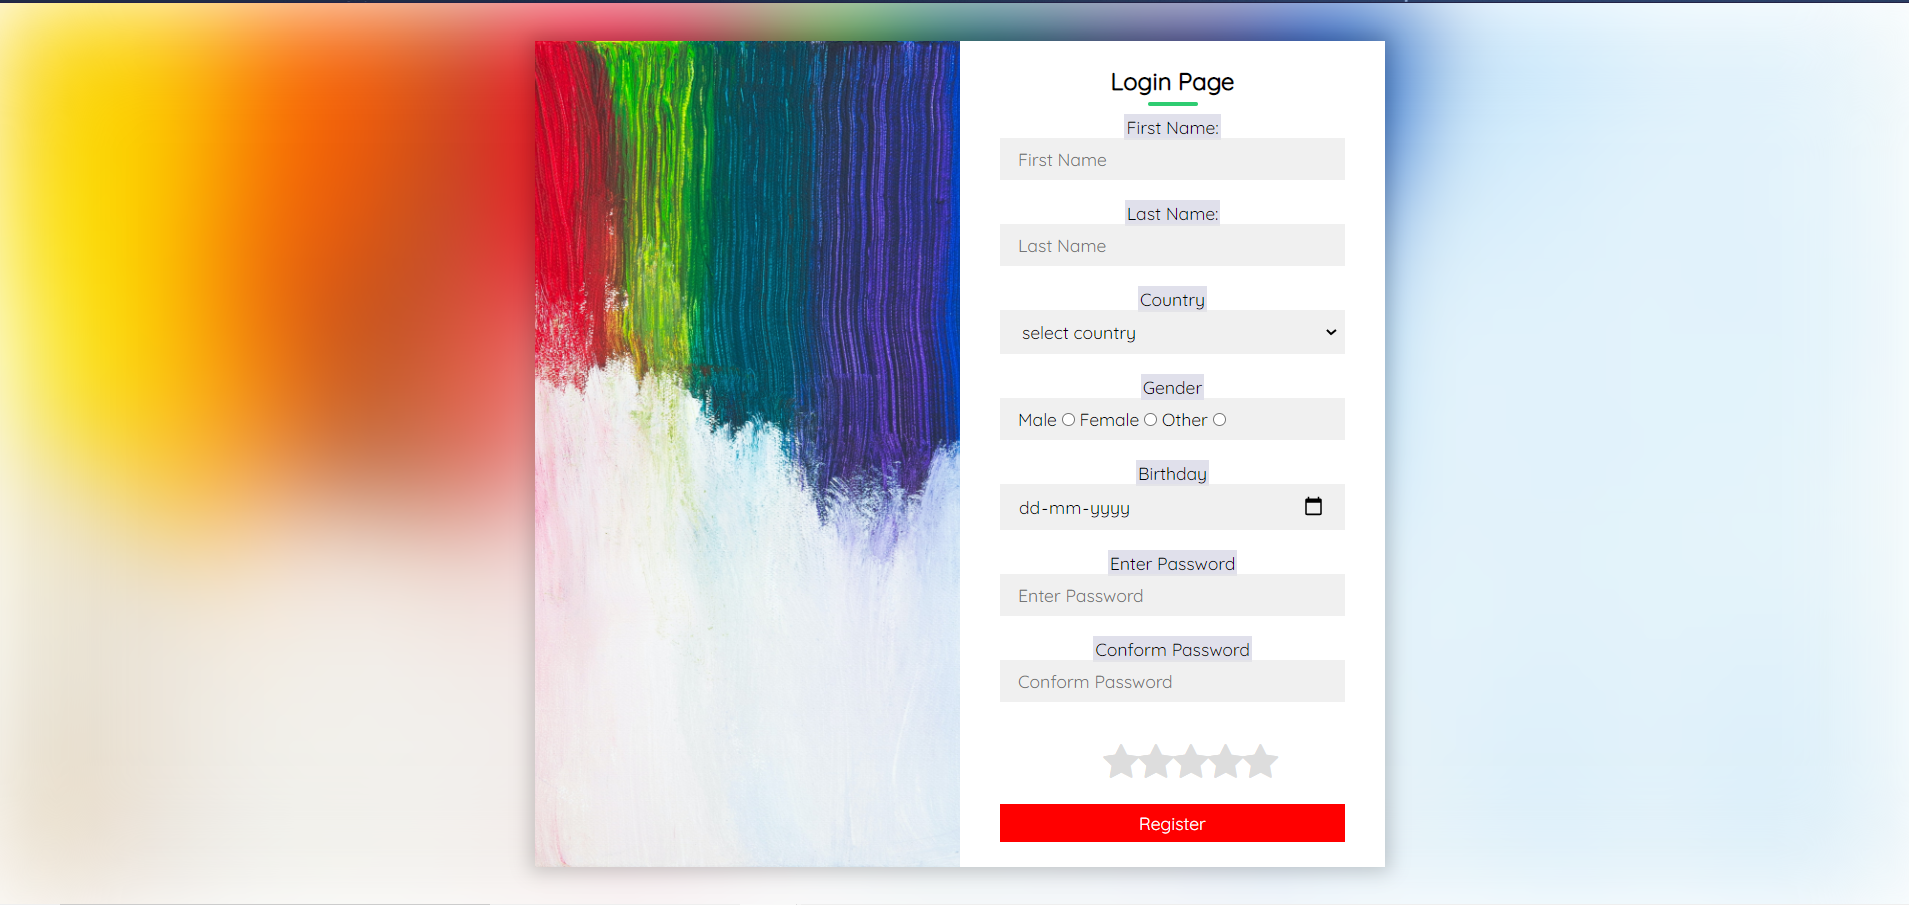 Login Page
First Name:
First Name
Last Name:
Last Name
Country
select country
Gender
Male Female Other
Birthday
dd-mm-yyyy
Enter Password
Enter Password
Conform Password
Conform Password
Register